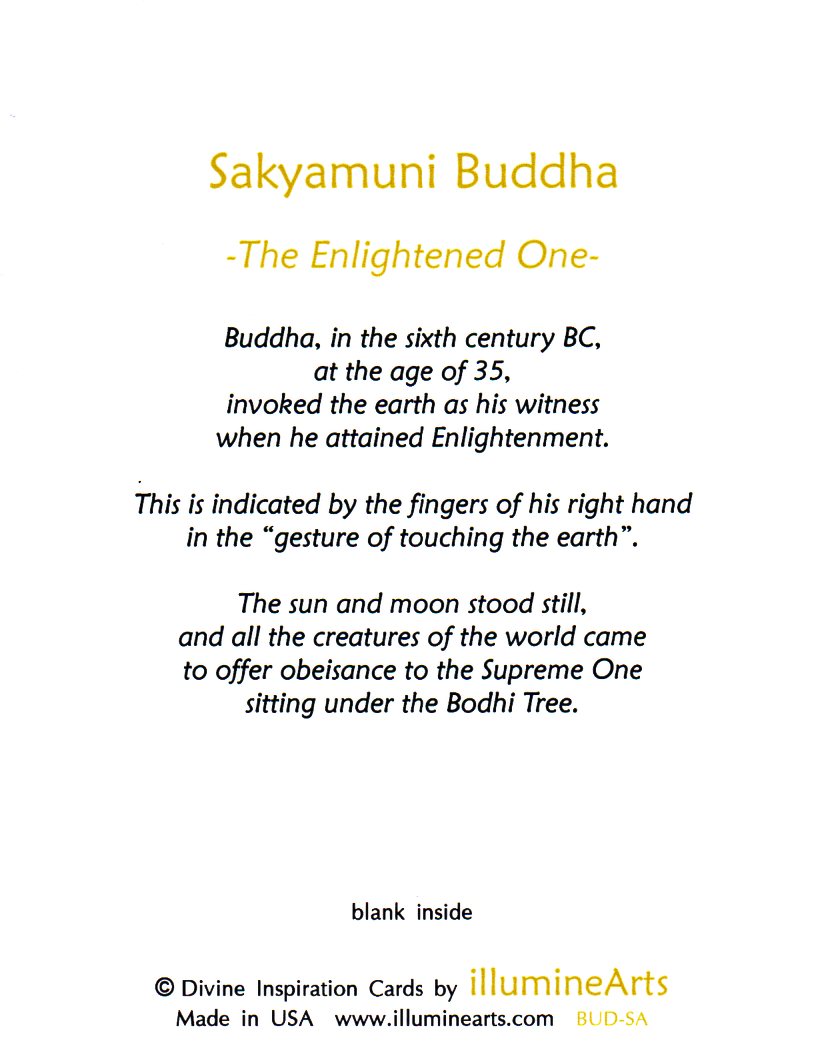 Sakyamuni Buddha
-The Enlightened One-
Buddha, in the sixth century BC,
at the age of 35,
invoked the earth as his witness
when he attained Enlightenment.
This is indicated by the fingers of his right hand
in the “gesture of touching the earth”.
The sun and moon stood still,
and all the creatures of the world came
to offer obeisance to the Supreme One
sitting under the Bodhi Tree.
blank inside
© Divine Inspiration Cards by illumineArts
Made in USA www.illuminearts.com BUD-SA